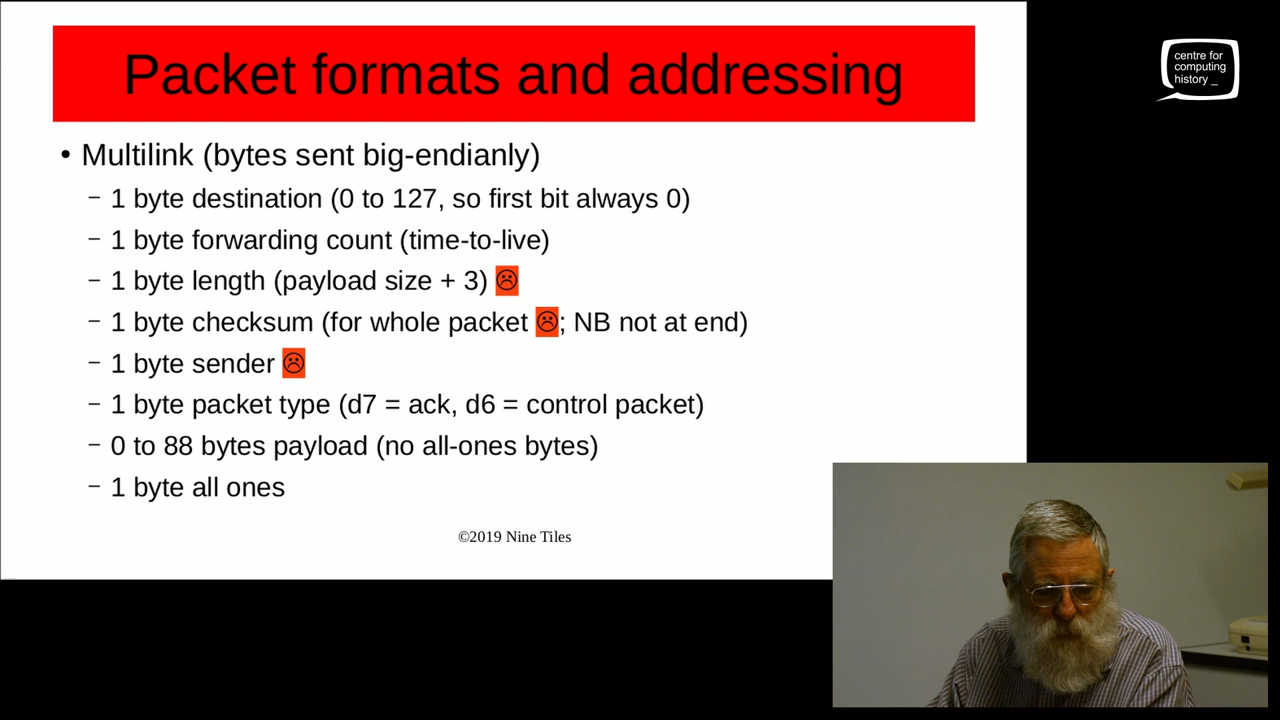 Packet formats and addressing
centre for
computing
history _
• Multilink (bytes sent big-endianly)
– 1 byte destination (0 to 127, so first bit always 0)
– 1 byte forwarding count (time-to-live)
– 1 byte length (payload size + 3) ☹
– 1 byte checksum (for whole packet ☹; NB not at end)
– 1 byte sender ☹
– 1 byte packet type (d7 = ack, d6 = control packet)
– 0 to 88 bytes payload (no all-ones bytes)
– 1 byte all ones
©2019 Nine Tiles